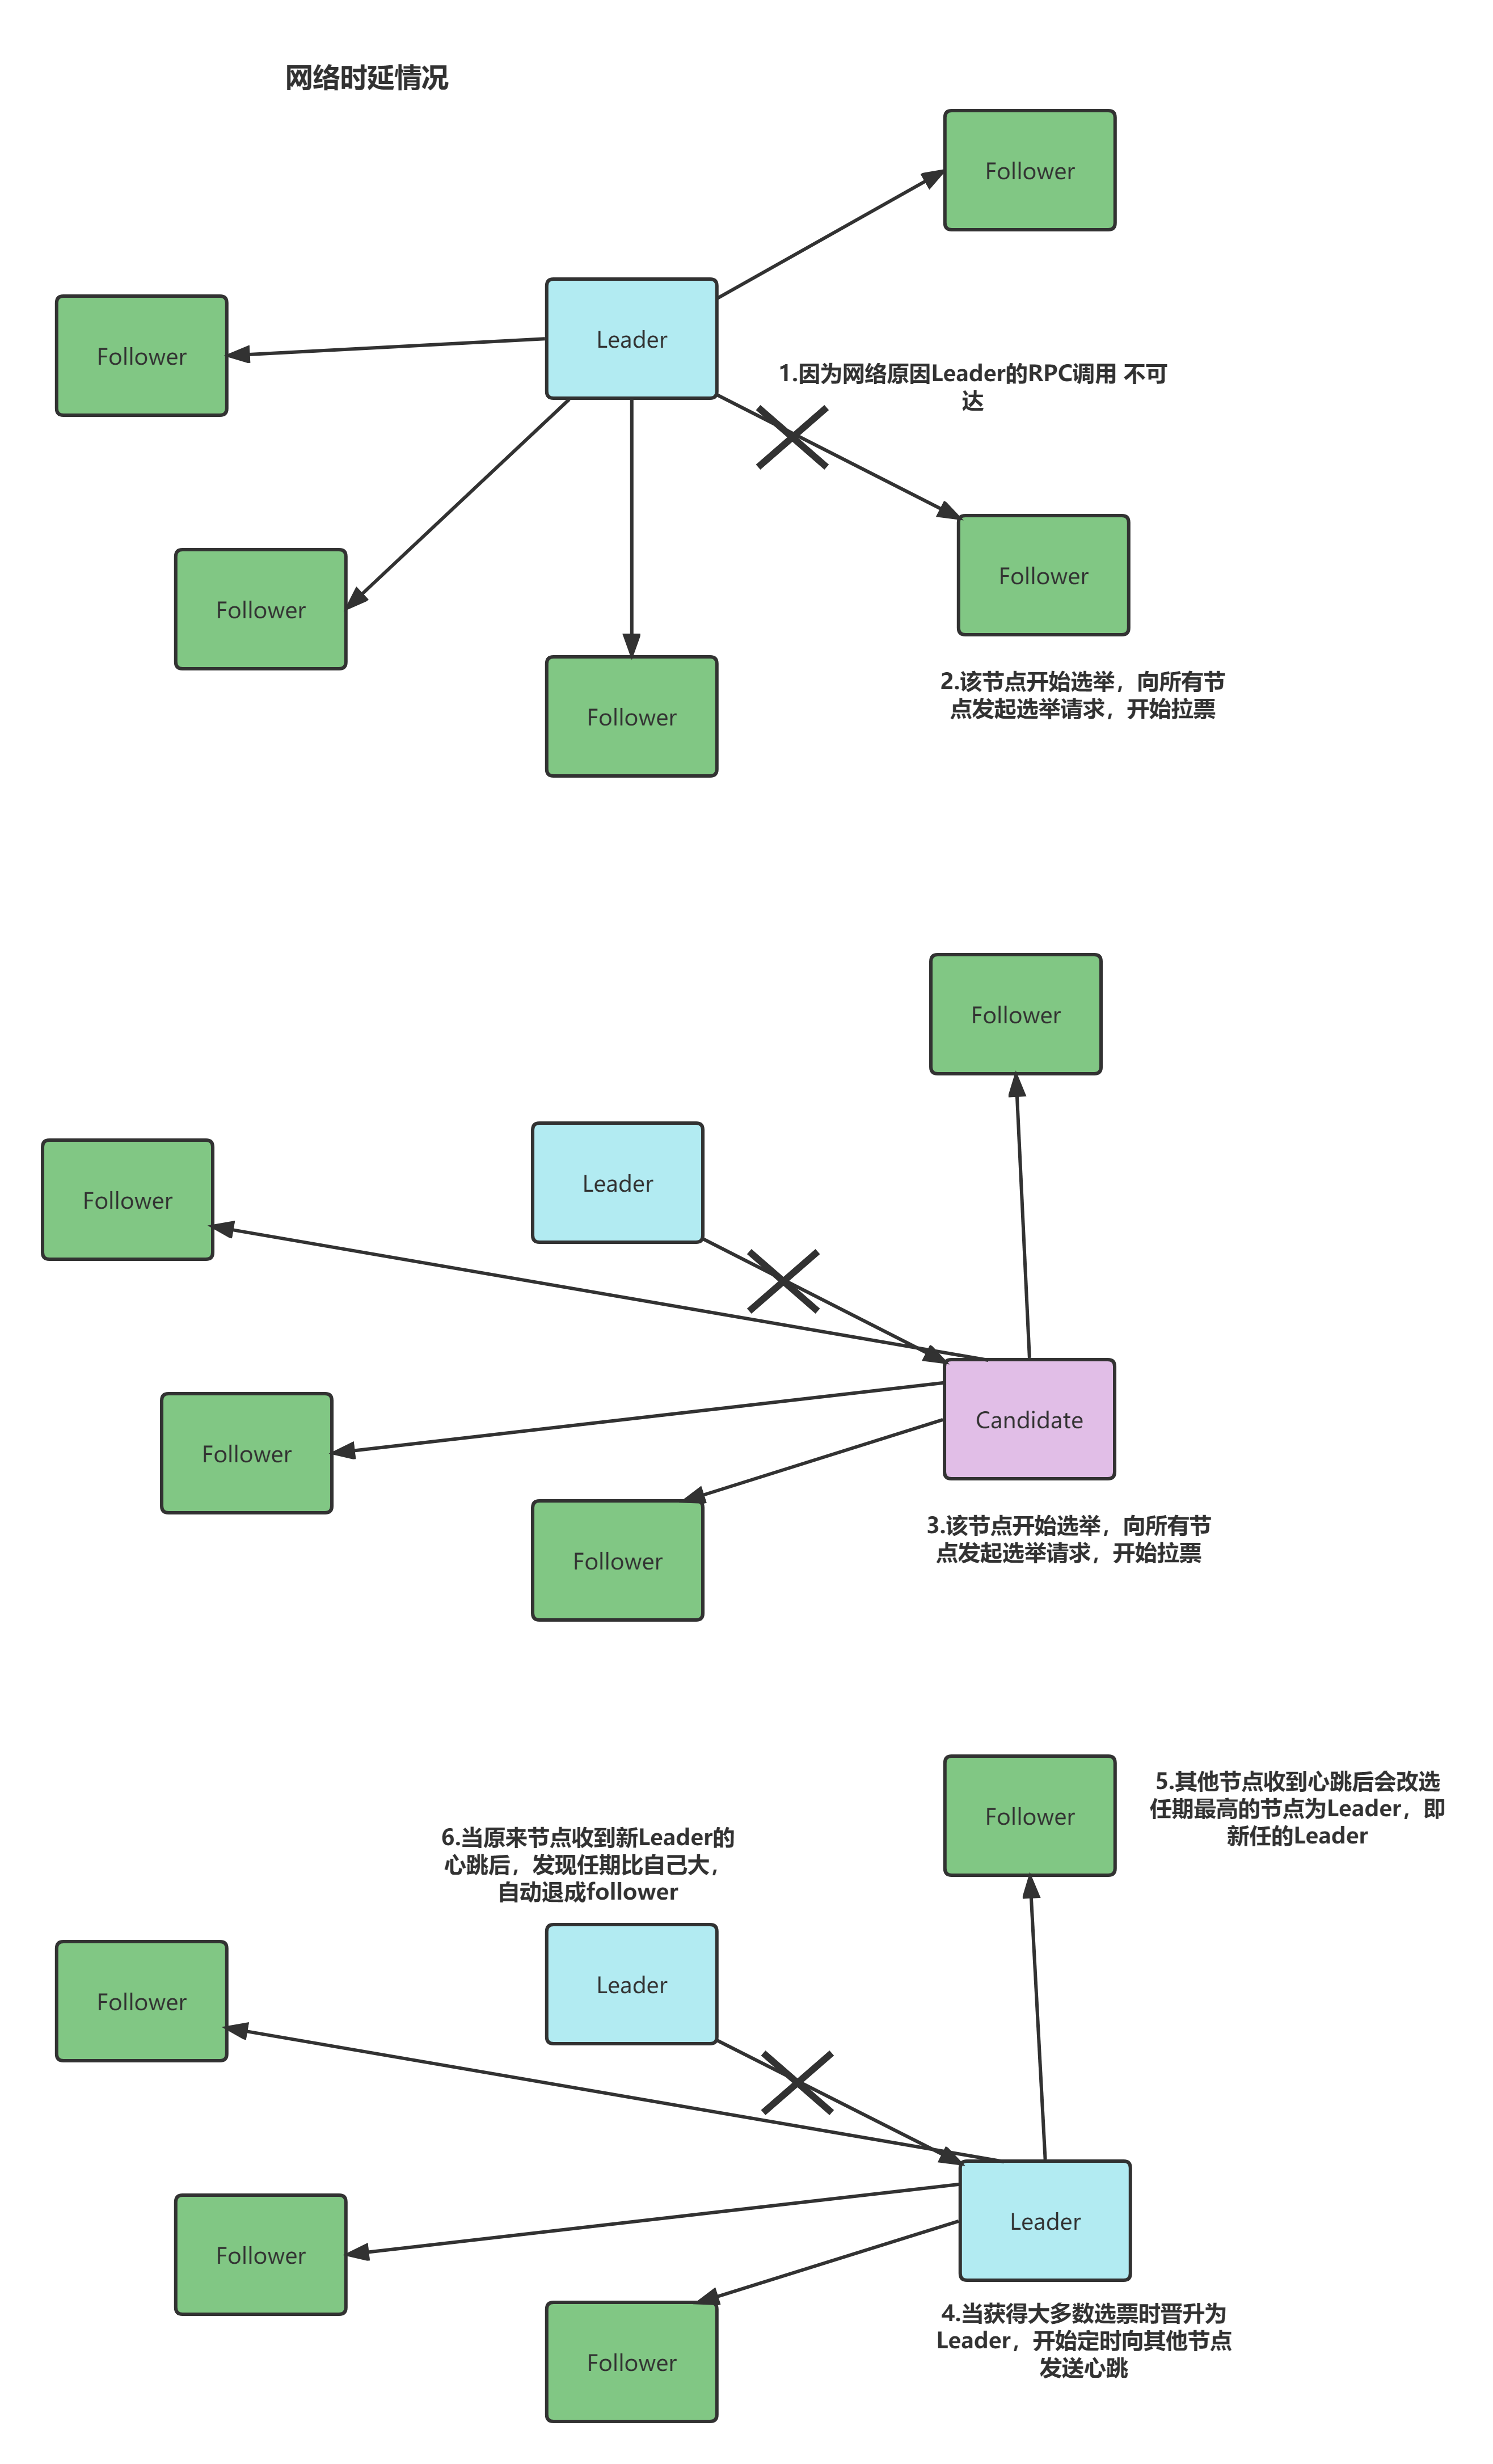 网络时延情况
Follower
Leader
Follower
1.因为网络原因Leader的RPC调用 不可
达
Follower
Follower
2.该节点开始选举，向所有节
点发起选举请求，开始拉票
Follower
Follower
Leader
Follower
Candidate
Follower
3.该节点开始选举，向所有节
点发起选举请求，开始拉票
Follower
5.其他节点收到心跳后会改选
任期最高的节点为Leader，即
新任的Leader
Follower
6.当原来节点收到新Leader的
心跳后，发现任期比自己大，
自动退成follower
Leader
Follower
Leader
Follower
4.当获得大多数选票时晋升为
Leader，开始定时向其他节点
发送心跳
Follower